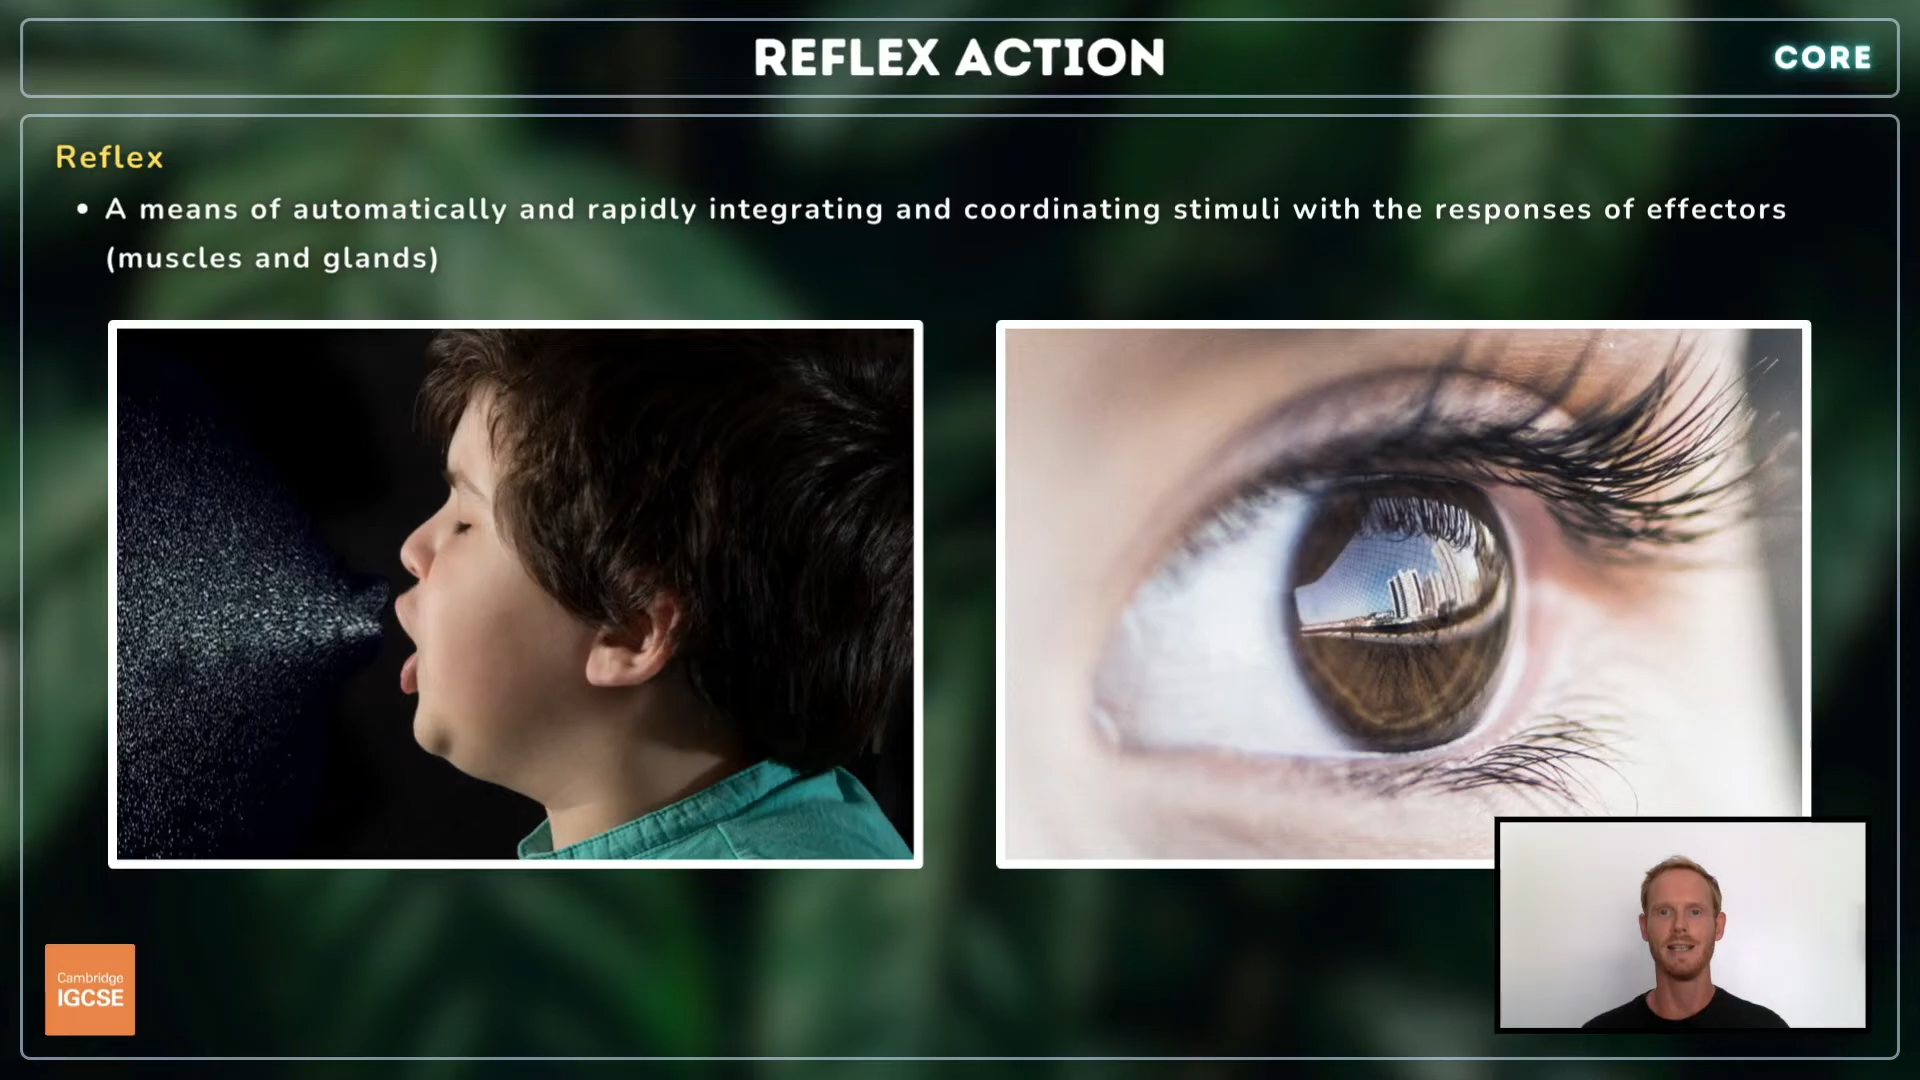 REFLEX ACTION
CORE
Reflex
• A means of automatically and rapidly integrating and coordinating stimuli with the responses of effectors
(muscles and glands)
Cambridge
IGCSE